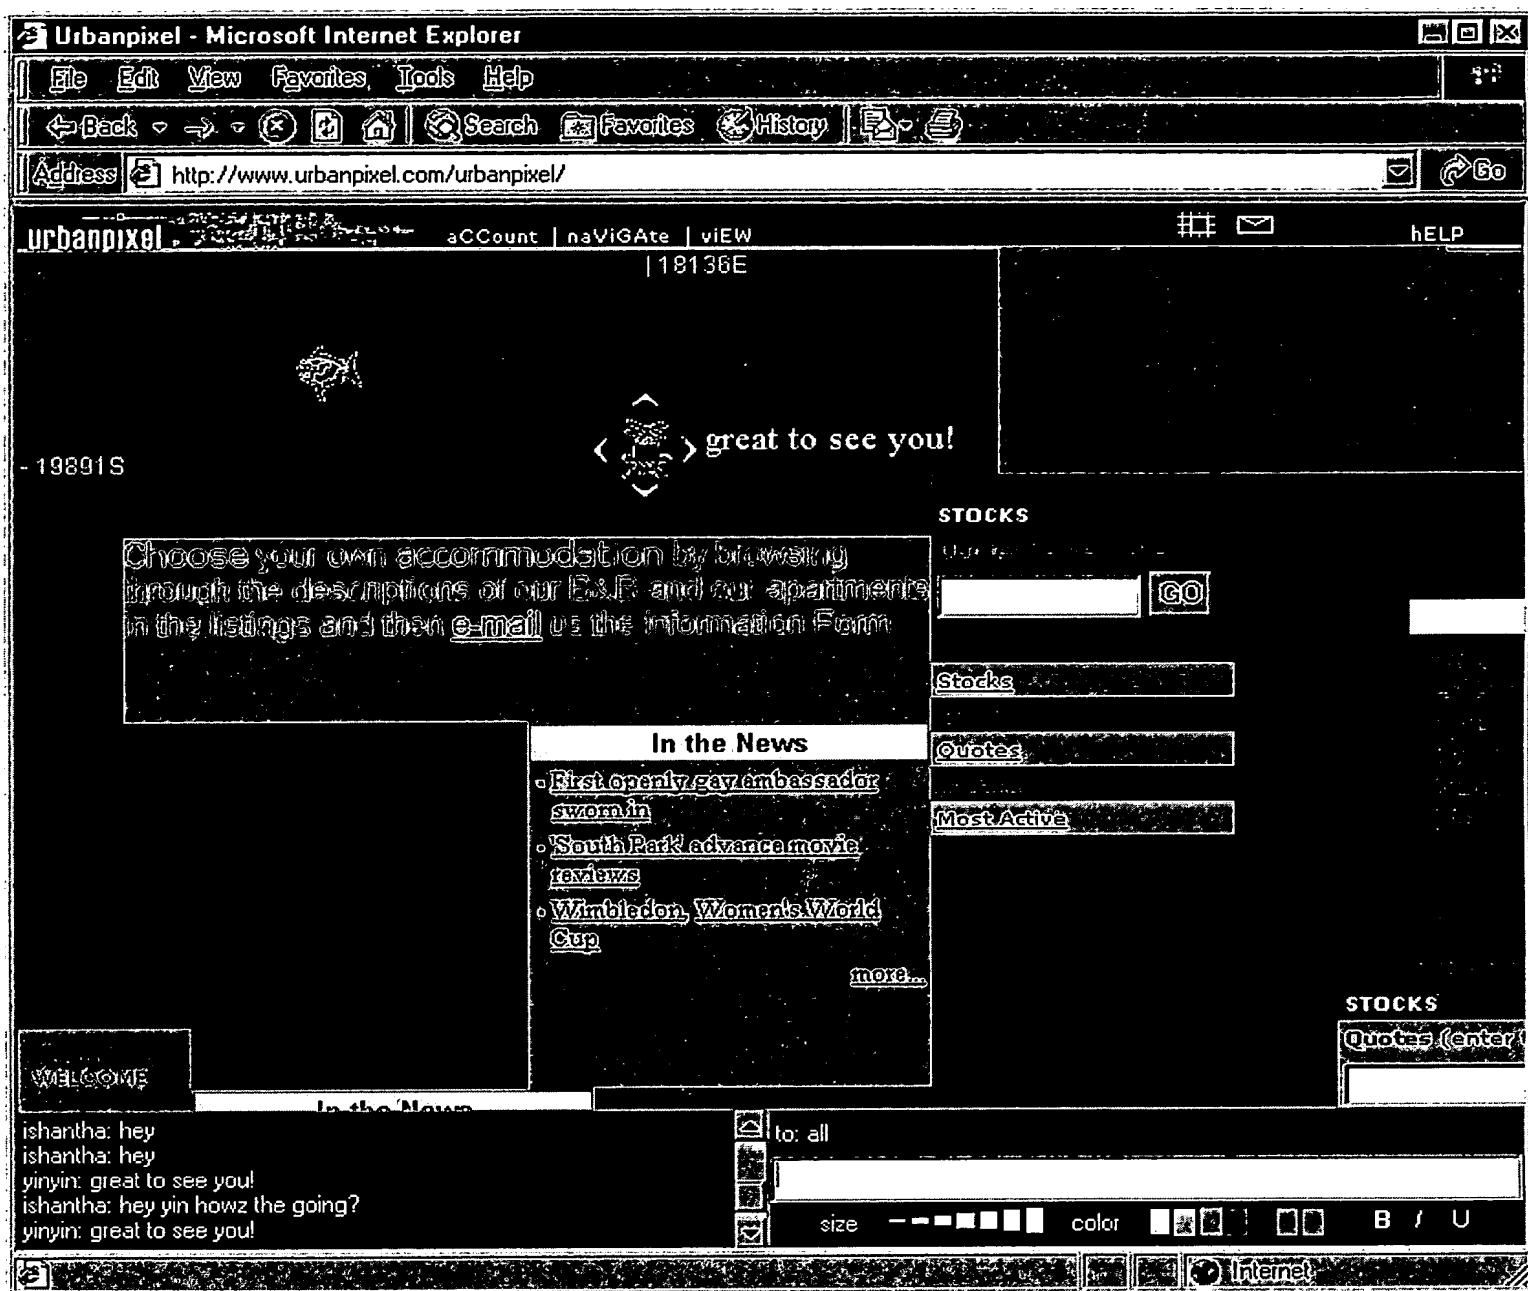 Urbanpixel - Microsoft Internet Explorer
File Edit View Favorites Tools Help
Back Search Favorites History
Address http://www.urbanpixel.com/urbanpixel/ Go
urbanpixel aCCount | naViGAte | viEW hELP
|18136E
great to see you!
-19891S
STOCKS
Choose your own accommodation by browsing
through the descriptions of our B&B and our apartments
in the listings and then e-mail us the information Form
GO
Stocks
In the News
Quotes
• First openly gay ambassador
sworn in
Most Active
• 'South Park' advance movie
reviews
• Wimbledon, Women's World
Cup
more...
STOCKS
Quotes (enter
WELCOME
In the News
ishantha: hey
ishantha: hey
yinyin: great to see you!
ishantha: hey yin howz the going?
yinyin: great to see you!
to: all
size color B I U
Internet